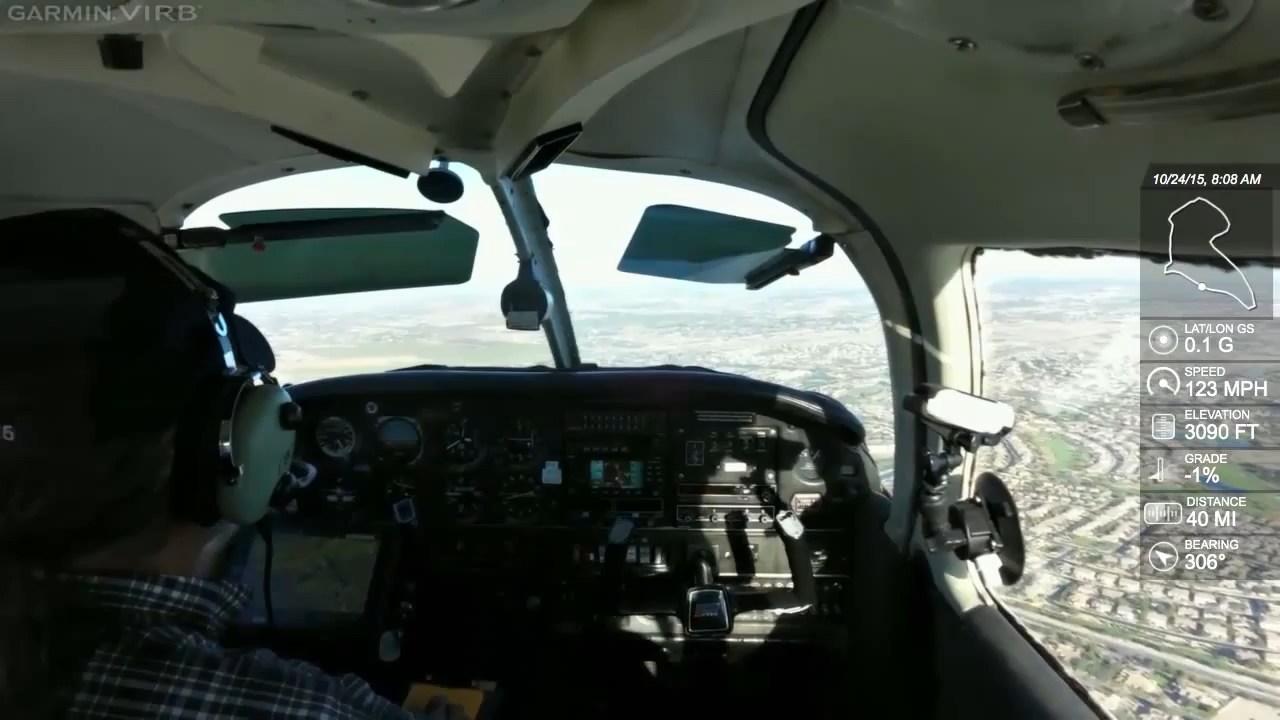 GARMIN.VIRB
10/24/15, 8:08 AM
LAT/LON GS
0.1 G
SPEED
123 MPH
ELEVATION
3090 FT
GRADE
-1%
DISTANCE
40 MI
BEARING
306°